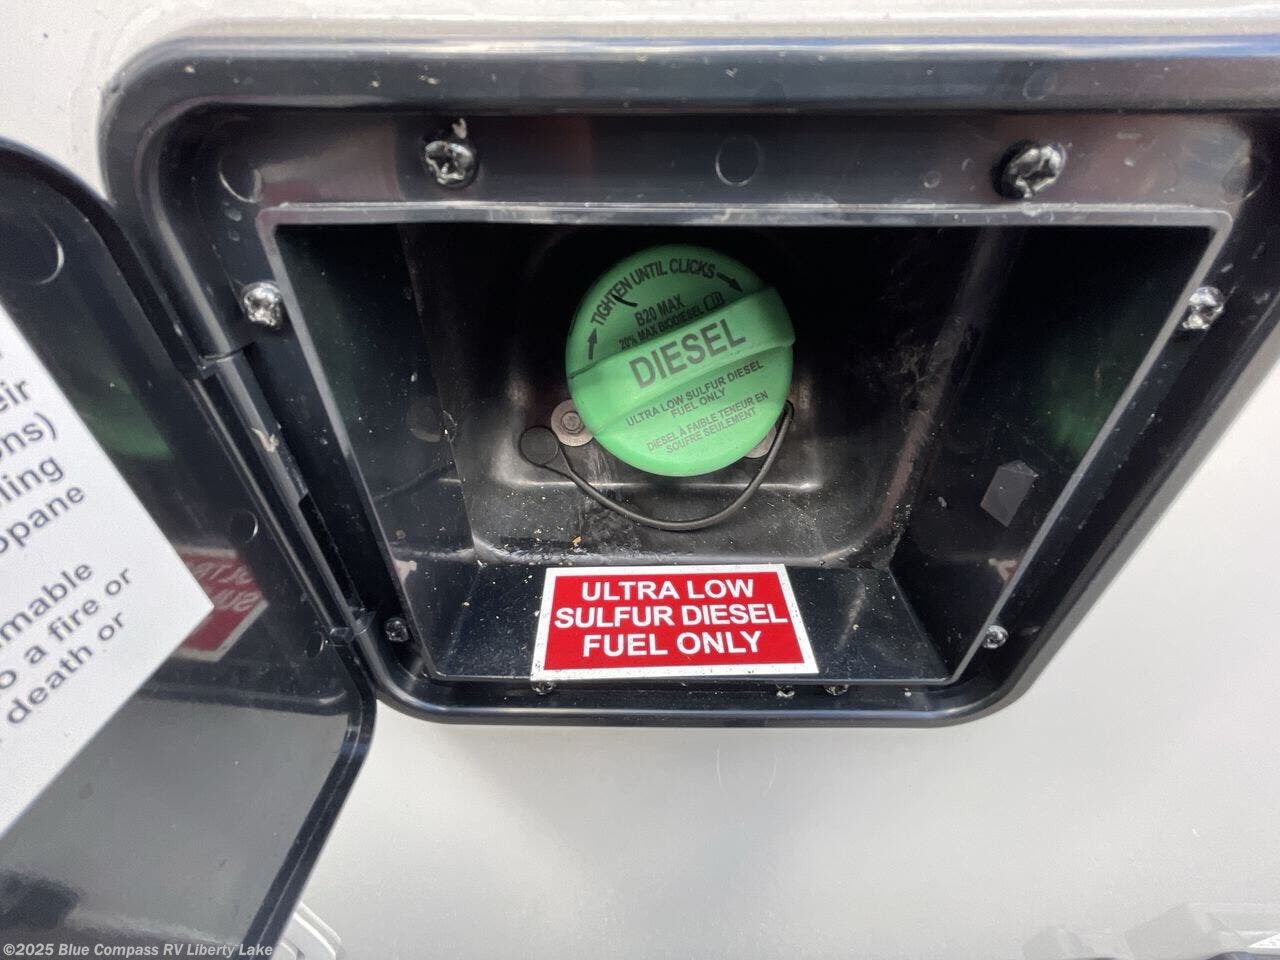 TIGHTEN UNTIL CLICKS
B20 MAX
20% MAX BIODIESEL
DIESEL
ULTRA LOW SULFUR DIESEL
FUEL ONLY
DIESEL À FAIBLE TENEUR EN
SOUFRE SEULEMENT
ULTRA LOW
SULFUR DIESEL
FUEL ONLY
eir
ons)
ling
opane
mable
o a fire or
death or
©2025 Blue Compass RV Liberty Lake